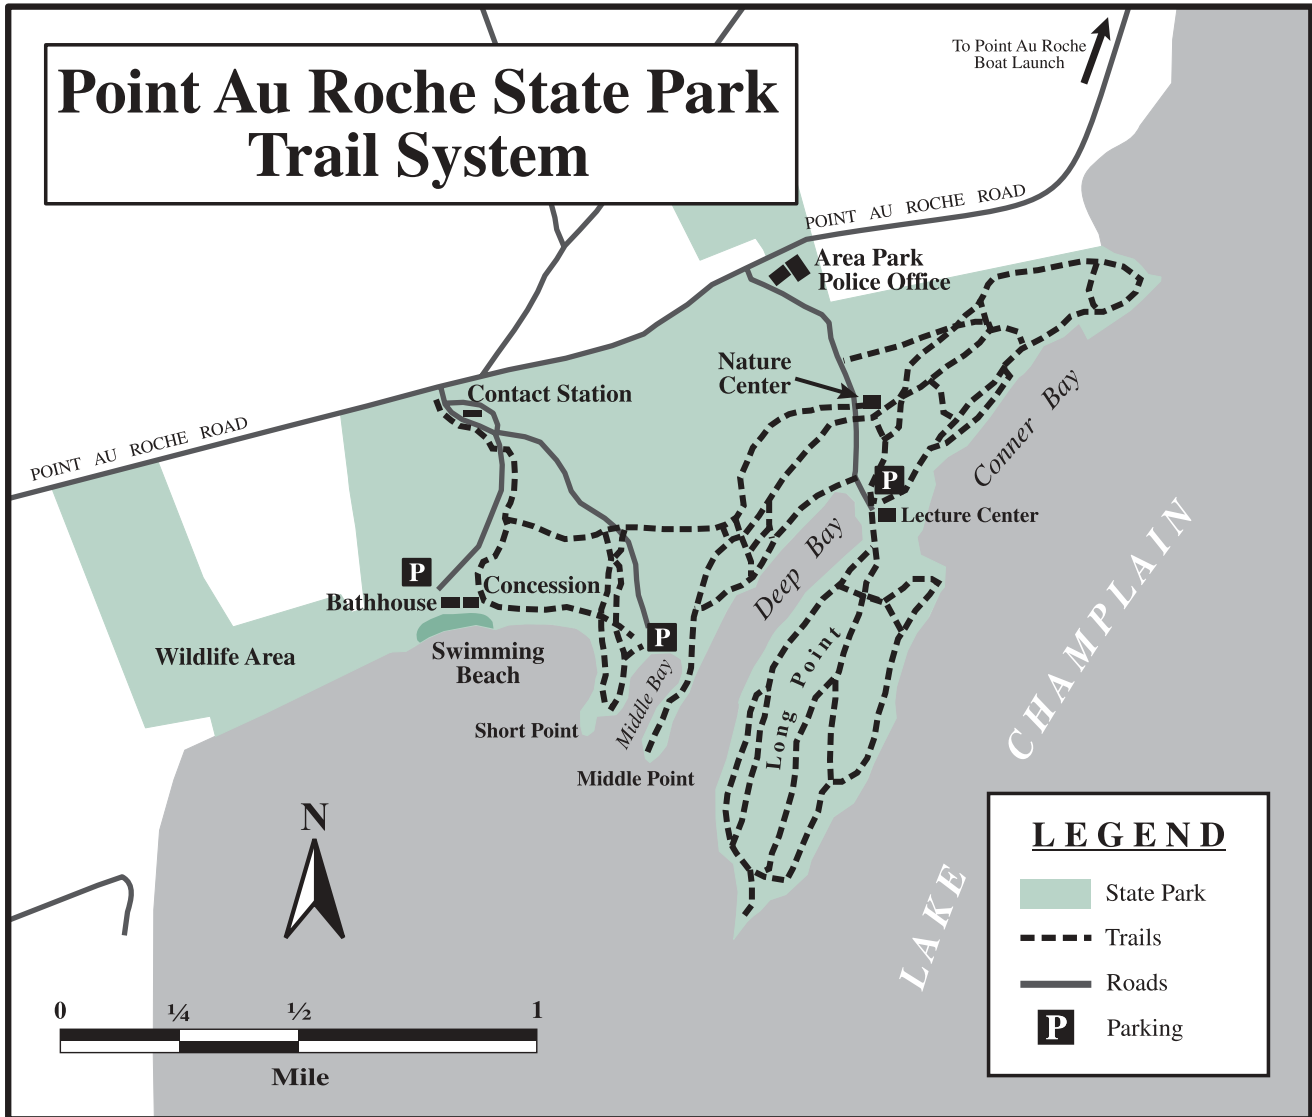 Point Au Roche State Park
Trail System
To Point Au Roche
Boat Launch
POINT AU ROCHE ROAD
Area Park
Police Office
Nature
Center
Contact Station
POINT AU ROCHE ROAD
Conner Bay
P
Lecture Center
Deep Bay
P
Concession
Bathhouse
P
Wildlife Area
Swimming
Beach
Long Point
Middle Bay
Short Point
Middle Point
LAKE CHAMPLAIN
N
LEGEND
State Park
Trails
Roads
P Parking
0 ¼ ½ 1
Mile